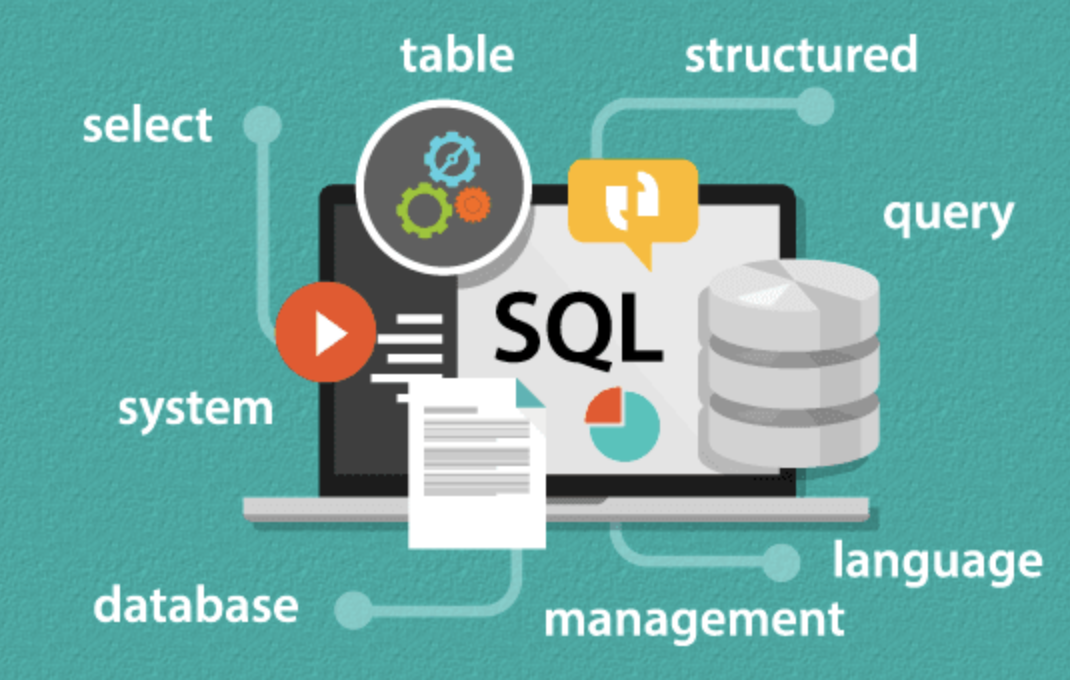 table
structured
select
query
SQL
system
language
database
management